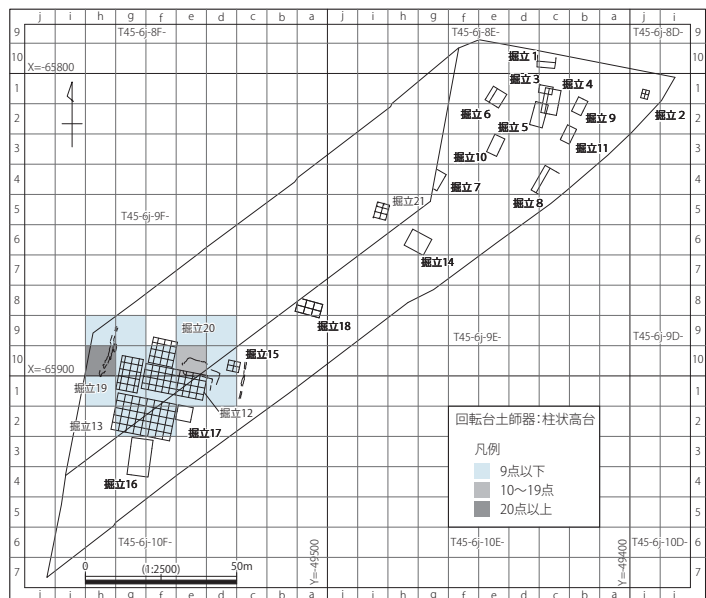 j i h g f e d c b a j i h g f e d c b a j i
9 T45-6j-8F- T45-6j-8E- T45-6j-8D- 9
10 掘立1 10
X=-65800
1 掘立3 掘立4 1
2 掘立6 掘立5 掘立9 掘立2 2
3 掘立10 掘立11 3
4 掘立7 4
掘立8
5 T45-6j-9F- 掘立21 5
6 6
7 掘立14 7
8 8
9 掘立20 掘立18 T45-6j-9E- T45-6j-9D- 9
10 掘立15 10
X=-65900
1 掘立19 1
2 掘立13 掘立12 回転台土師器:柱状高台 2
掘立17
3 凡例 3
4 掘立16 9点以下 4
10～19点
5 20点以上 5
6 T45-6j-10F- Y=-49500 T45-6j-10E- Y=-49400 T45-6j-10D- 6
7 0 (1:2500) 50m 7
j i h g f e d c b a j i h g f e d c b a j i